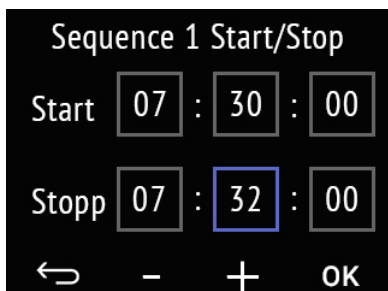 Sequence 1 Start/Stop
Start 07 : 30 : 00
Stopp 07 : 32 : 00
- + OK